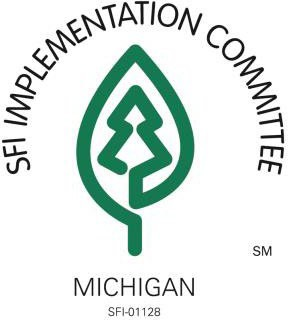 SFI IMPLEMENTATION COMMITTEE
SM
MICHIGAN
SFI-01128